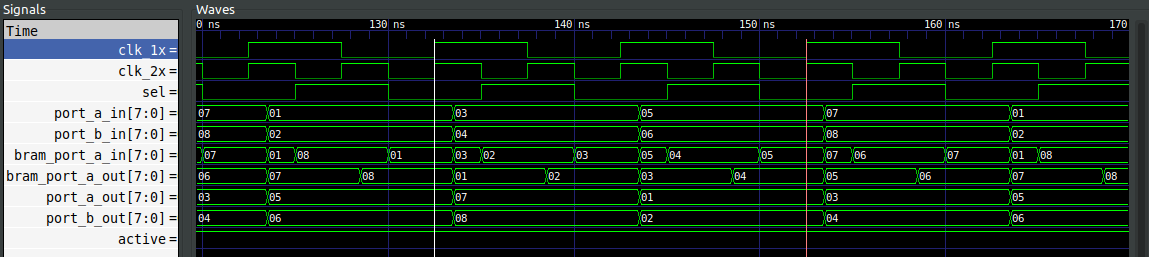 Signals Waves
Time 0 ns 130 ns 140 ns 150 ns 160 ns 170
clk_1x =
clk_2x =
sel =
port_a_in[7:0] = 07 01 03 05 07 01
port_b_in[7:0] = 08 02 04 06 08 02
bram_port_a_in[7:0] = 07 01 08 01 03 02 03 05 04 05 07 06 07 01 08
bram_port_a_out[7:0] = 06 07 08 01 02 03 04 05 06 07 08
port_a_out[7:0] = 03 05 07 01 03 05
port_b_out[7:0] = 04 06 08 02 04 06
active =